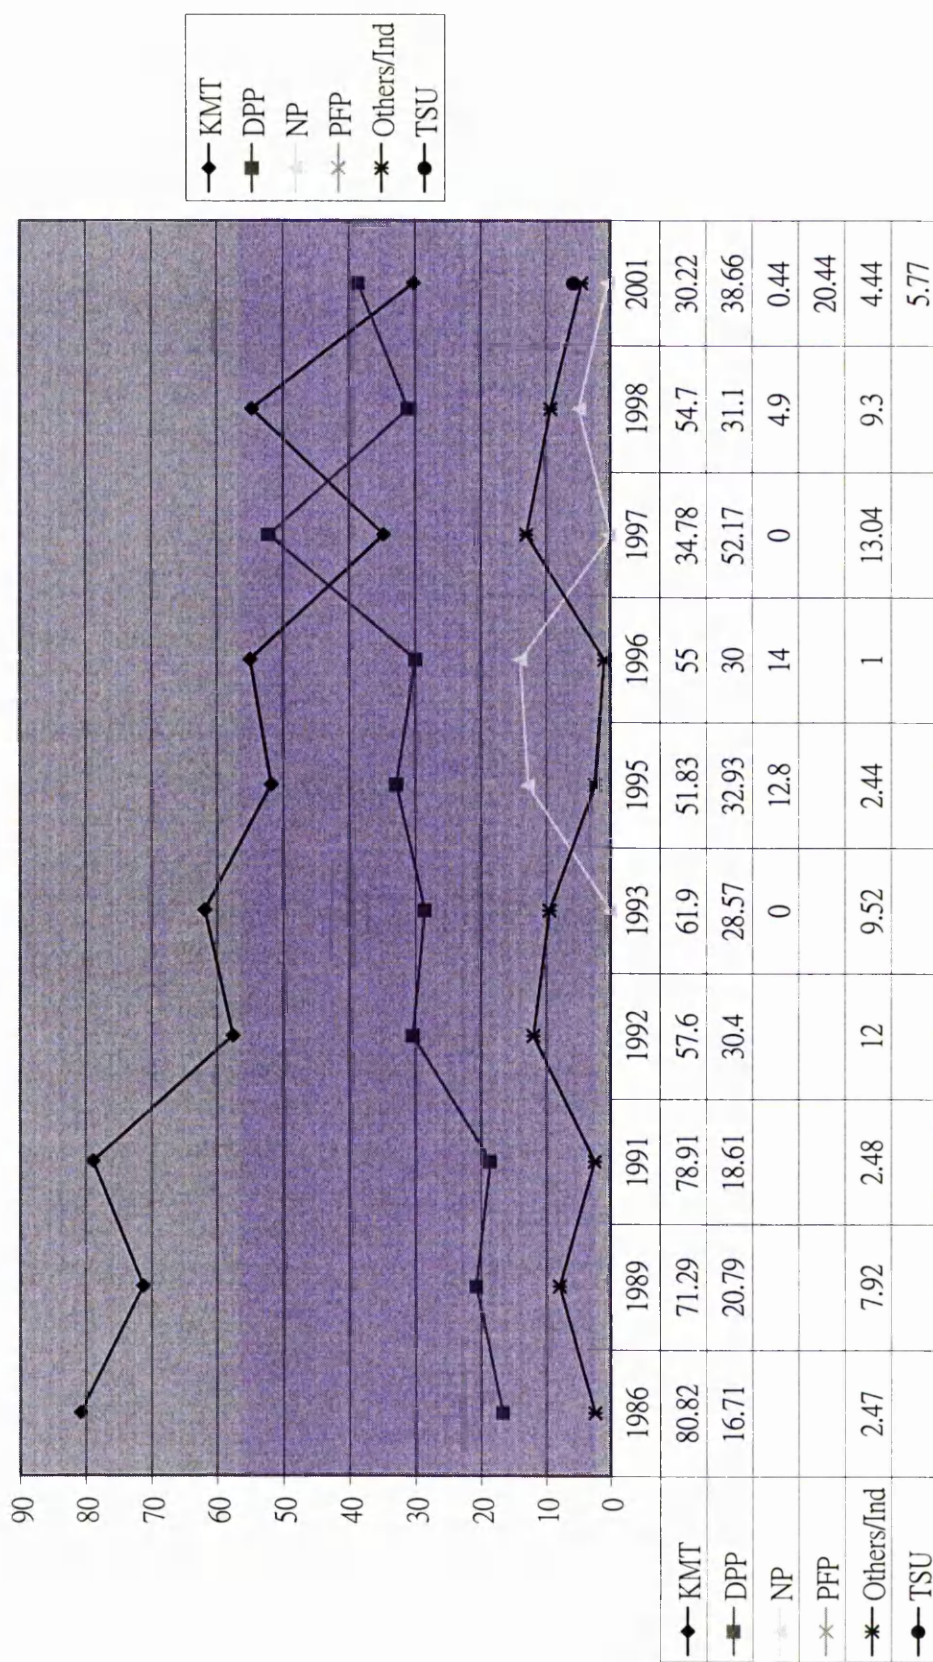 90
80
70
60
50
40
30
20
10
0
KMT
DPP
NP
PFP
Others/Ind
TSU
1986 1989 1991 1992 1993 1995 1996 1997 1998 2001
KMT 80.82 71.29 78.91 57.6 61.9 51.83 55 34.78 54.7 30.22
DPP 16.71 20.79 18.61 30.4 28.57 32.93 30 52.17 31.1 38.66
NP 0 12.8 14 0 4.9 0.44
PFP 20.44
Others/Ind 2.47 7.92 2.48 12 9.52 2.44 1 13.04 9.3 4.44
TSU 5.77